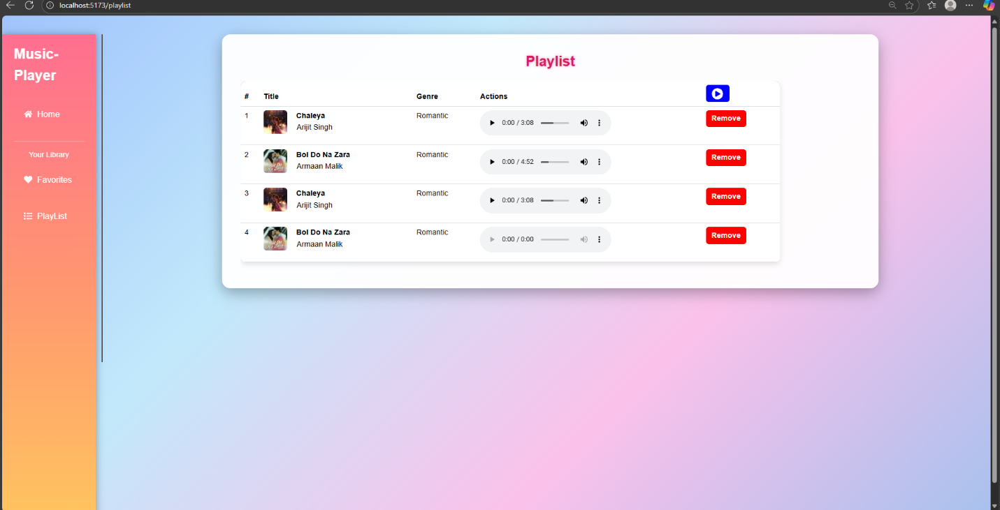 localhost:5173/playlist
Music-
Player
Home
Your Library
Favorites
PlayList
Playlist
# Title Genre Actions
1 Chaleya Romantic 0:00 / 3:08 Remove
Arijit Singh
2 Bol Do Na Zara Romantic 0:00 / 4:52 Remove
Armaan Malik
3 Chaleya Romantic 0:00 / 3:08 Remove
Arijit Singh
4 Bol Do Na Zara Romantic 0:00 / 0:00 Remove
Armaan Malik